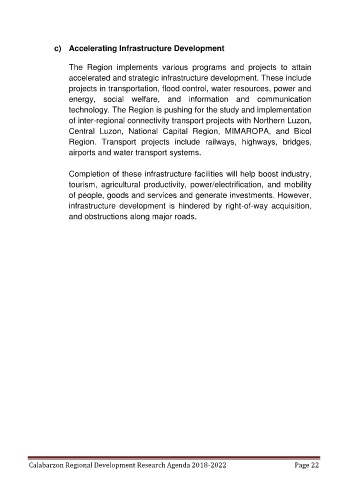 c) Accelerating Infrastructure Development
The Region implements various programs and projects to attain
accelerated and strategic infrastructure development. These include
projects in transportation, flood control, water resources, power and
energy, social welfare, and information and communication
technology. The Region is pushing for the study and implementation
of inter-regional connectivity transport projects with Northern Luzon,
Central Luzon, National Capital Region, MIMAROPA, and Bicol
Region. Transport projects include railways, highways, bridges,
airports and water transport systems.
Completion of these infrastructure facilities will help boost industry,
tourism, agricultural productivity, power/electrification, and mobility
of people, goods and services and generate investments. However,
infrastructure development is hindered by right-of-way acquisition,
and obstructions along major roads.
Calabarzon Regional Development Research Agenda 2018-2022 Page 22